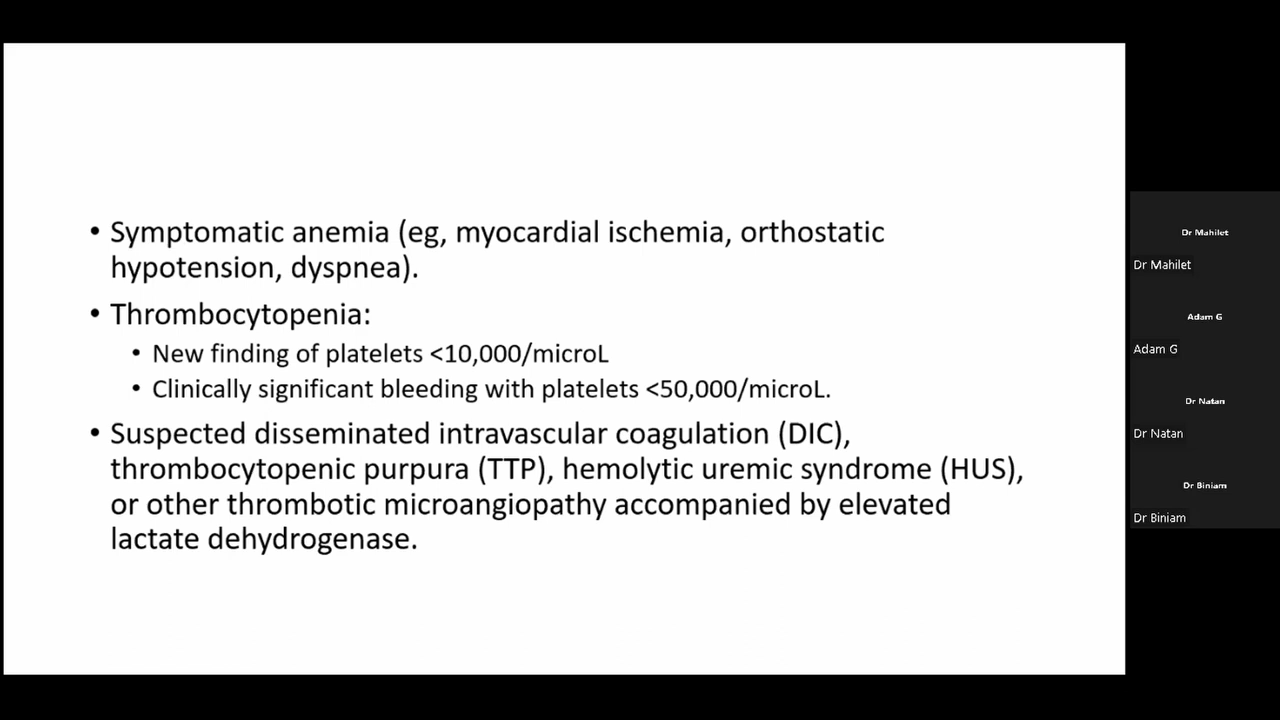 • Symptomatic anemia (eg, myocardial ischemia, orthostatic
hypotension, dyspnea).
• Thrombocytopenia:
• New finding of platelets <10,000/microL
• Clinically significant bleeding with platelets <50,000/microL.
• Suspected disseminated intravascular coagulation (DIC),
thrombocytopenic purpura (TTP), hemolytic uremic syndrome (HUS),
or other thrombotic microangiopathy accompanied by elevated
lactate dehydrogenase.
Dr Mahilet
Dr Mahilet
Adam G
Adam G
Dr Natan
Dr Natan
Dr Biniam
Dr Biniam